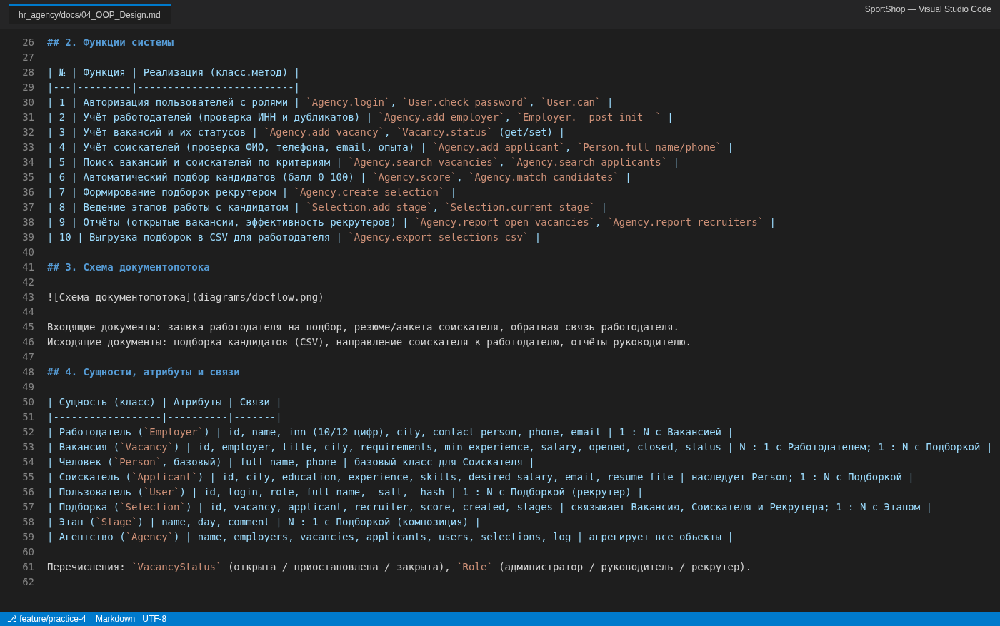 hr_agency/docs/04_OOP_Design.md
SportShop — Visual Studio Code
26 ## 2. Функции системы
27
28 | № | Функция | Реализация (класс.метод) |
29 |---|---------|--------------------------|
30 | 1 | Авторизация пользователей с ролями | `Agency.login`, `User.check_password`, `User.can` |
31 | 2 | Учёт работодателей (проверка ИНН и дубликатов) | `Agency.add_employer`, `Employer.__post_init__` |
32 | 3 | Учёт вакансий и их статусов | `Agency.add_vacancy`, `Vacancy.status` (get/set) |
33 | 4 | Учёт соискателей (проверка ФИО, телефона, email, опыта) | `Agency.add_applicant`, `Person.full_name/phone` |
34 | 5 | Поиск вакансий и соискателей по критериям | `Agency.search_vacancies`, `Agency.search_applicants` |
35 | 6 | Автоматический подбор кандидатов (балл 0–100) | `Agency.score`, `Agency.match_candidates` |
36 | 7 | Формирование подборок рекрутером | `Agency.create_selection` |
37 | 8 | Ведение этапов работы с кандидатом | `Selection.add_stage`, `Selection.current_stage` |
38 | 9 | Отчёты (открытые вакансии, эффективность рекрутеров) | `Agency.report_open_vacancies`, `Agency.report_recruiters` |
39 | 10 | Выгрузка подборок в CSV для работодателя | `Agency.export_selections_csv` |
40
41 ## 3. Схема документопотока
42
43 ![Схема документопотока](diagrams/docflow.png)
44
45 Входящие документы: заявка работодателя на подбор, резюме/анкета соискателя, обратная связь работодателя.
46 Исходящие документы: подборка кандидатов (CSV), направление соискателя к работодателю, отчёты руководителю.
47
48 ## 4. Сущности, атрибуты и связи
49
50 | Сущность (класс) | Атрибуты | Связи |
51 |------------------|----------|-------|
52 | Работодатель (`Employer`) | id, name, inn (10/12 цифр), city, contact_person, phone, email | 1 : N с Вакансией |
53 | Вакансия (`Vacancy`) | id, employer, title, city, requirements, min_experience, salary, opened, closed, status | N : 1 с Работодателем; 1 : N с Подборкой |
54 | Человек (`Person`, базовый) | full_name, phone | базовый класс для Соискателя |
55 | Соискатель (`Applicant`) | id, city, education, experience, skills, desired_salary, email, resume_file | наследует Person; 1 : N с Подборкой |
56 | Пользователь (`User`) | id, login, role, full_name, _salt, _hash | 1 : N с Подборкой (рекрутер) |
57 | Подборка (`Selection`) | id, vacancy, applicant, recruiter, score, created, stages | связывает Вакансию, Соискателя и Рекрутера; 1 : N с Этапом |
58 | Этап (`Stage`) | name, day, comment | N : 1 с Подборкой (композиция) |
59 | Агентство (`Agency`) | name, employers, vacancies, applicants, users, selections, log | агрегирует все объекты |
60
61 Перечисления: `VacancyStatus` (открыта / приостановлена / закрыта), `Role` (администратор / руководитель / рекрутер).
62
⎇ feature/practice-4 Markdown UTF-8